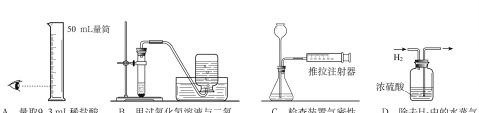 50 mL量筒
推拉注射器
H₂
浓硫酸
A. 量取9.3 mL稀盐酸
B. 用过氧化氢溶液与二氧
C. 检查装置气密性
D. 除去H₂中的水蒸气